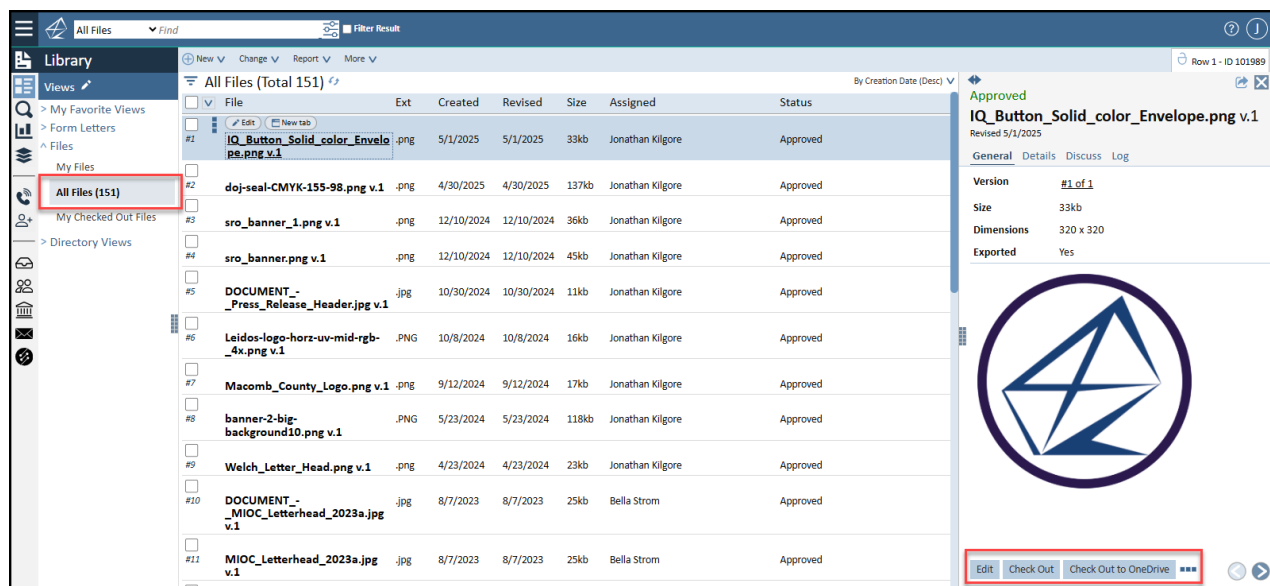 All Files Find Filter Result
Library
New Change Report More
Row 1 - ID 101989
Views
> My Favorite Views
> Form Letters
^ Files
My Files
All Files (151)
My Checked Out Files
> Directory Views
All Files (Total 151)
By Creation Date (Desc)
File Ext Created Revised Size Assigned Status
Edit New tab
#1 IQ_Button_Solid_color_Envelo .png 5/1/2025 5/1/2025 33kb Jonathan Kilgore Approved
pe.png v.1
#2 doj-seal-CMYK-155-98.png v.1 .png 4/30/2025 4/30/2025 137kb Jonathan Kilgore Approved
#3 sro_banner_1.png v.1 .png 12/10/2024 12/10/2024 36kb Jonathan Kilgore Approved
#4 sro_banner.png v.1 .png 12/10/2024 12/10/2024 45kb Jonathan Kilgore Approved
#5 DOCUMENT_- .jpg 10/30/2024 10/30/2024 11kb Jonathan Kilgore Approved
_Press_Release_Header.jpg v.1
#6 Leidos-logo-horz-uv-mid-rgb- .PNG 10/8/2024 10/8/2024 16kb Jonathan Kilgore Approved
_4x.png v.1
#7 Macomb_County_Logo.png v.1 .png 9/12/2024 9/12/2024 17kb Jonathan Kilgore Approved
#8 banner-2-big- .PNG 5/23/2024 5/23/2024 118kb Jonathan Kilgore Approved
background10.png v.1
#9 Welch_Letter_Head.png v.1 .png 4/23/2024 4/23/2024 23kb Jonathan Kilgore Approved
#10 DOCUMENT_- .jpg 8/7/2023 8/7/2023 25kb Bella Strom Approved
_MIOC_Letterhead_2023a.jpg
v.1
#11 MIOC_Letterhead_2023a.jpg .jpg 8/7/2023 8/7/2023 25kb Bella Strom Approved
v.1
Approved
IQ_Button_Solid_color_Envelope.png v.1
Revised 5/1/2025
General Details Discuss Log
Version #1 of 1
Size 33kb
Dimensions 320 x 320
Exported Yes
Edit Check Out Check Out to OneDrive
? J